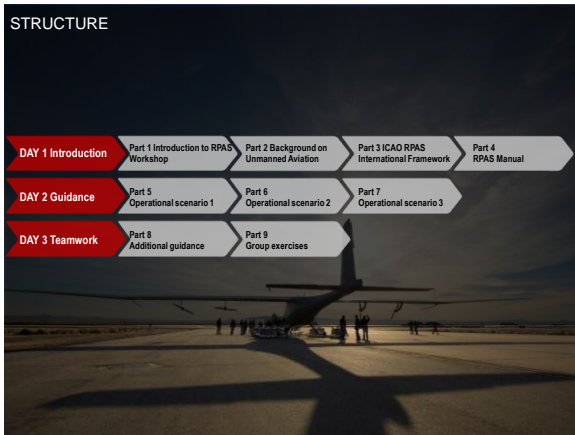 STRUCTURE
DAY 1 Introduction
Part 1 Introduction to RPAS
Workshop
Part 2 Background on
Unmanned Aviation
Part 3 ICAO RPAS
International Framework
Part 4
RPAS Manual
DAY 2 Guidance
Part 5
Operational scenario 1
Part 6
Operational scenario 2
Part 7
Operational scenario 3
DAY 3 Teamwork
Part 8
Additional guidance
Part 9
Group exercises